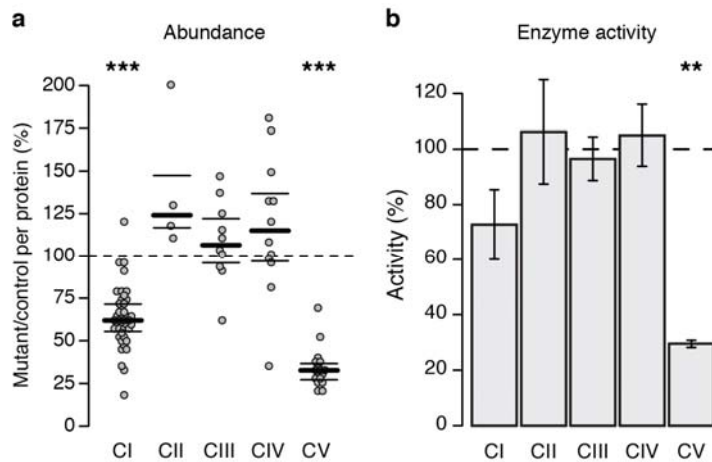 a
Abundance
*** ***
Mutant/control per protein (%)
200
175
150
125
100
75
50
25
0
CI CII CIII CIV CV
b
Enzyme activity
**
Activity (%)
120
100
80
60
40
20
0
CI CII CIII CIV CV